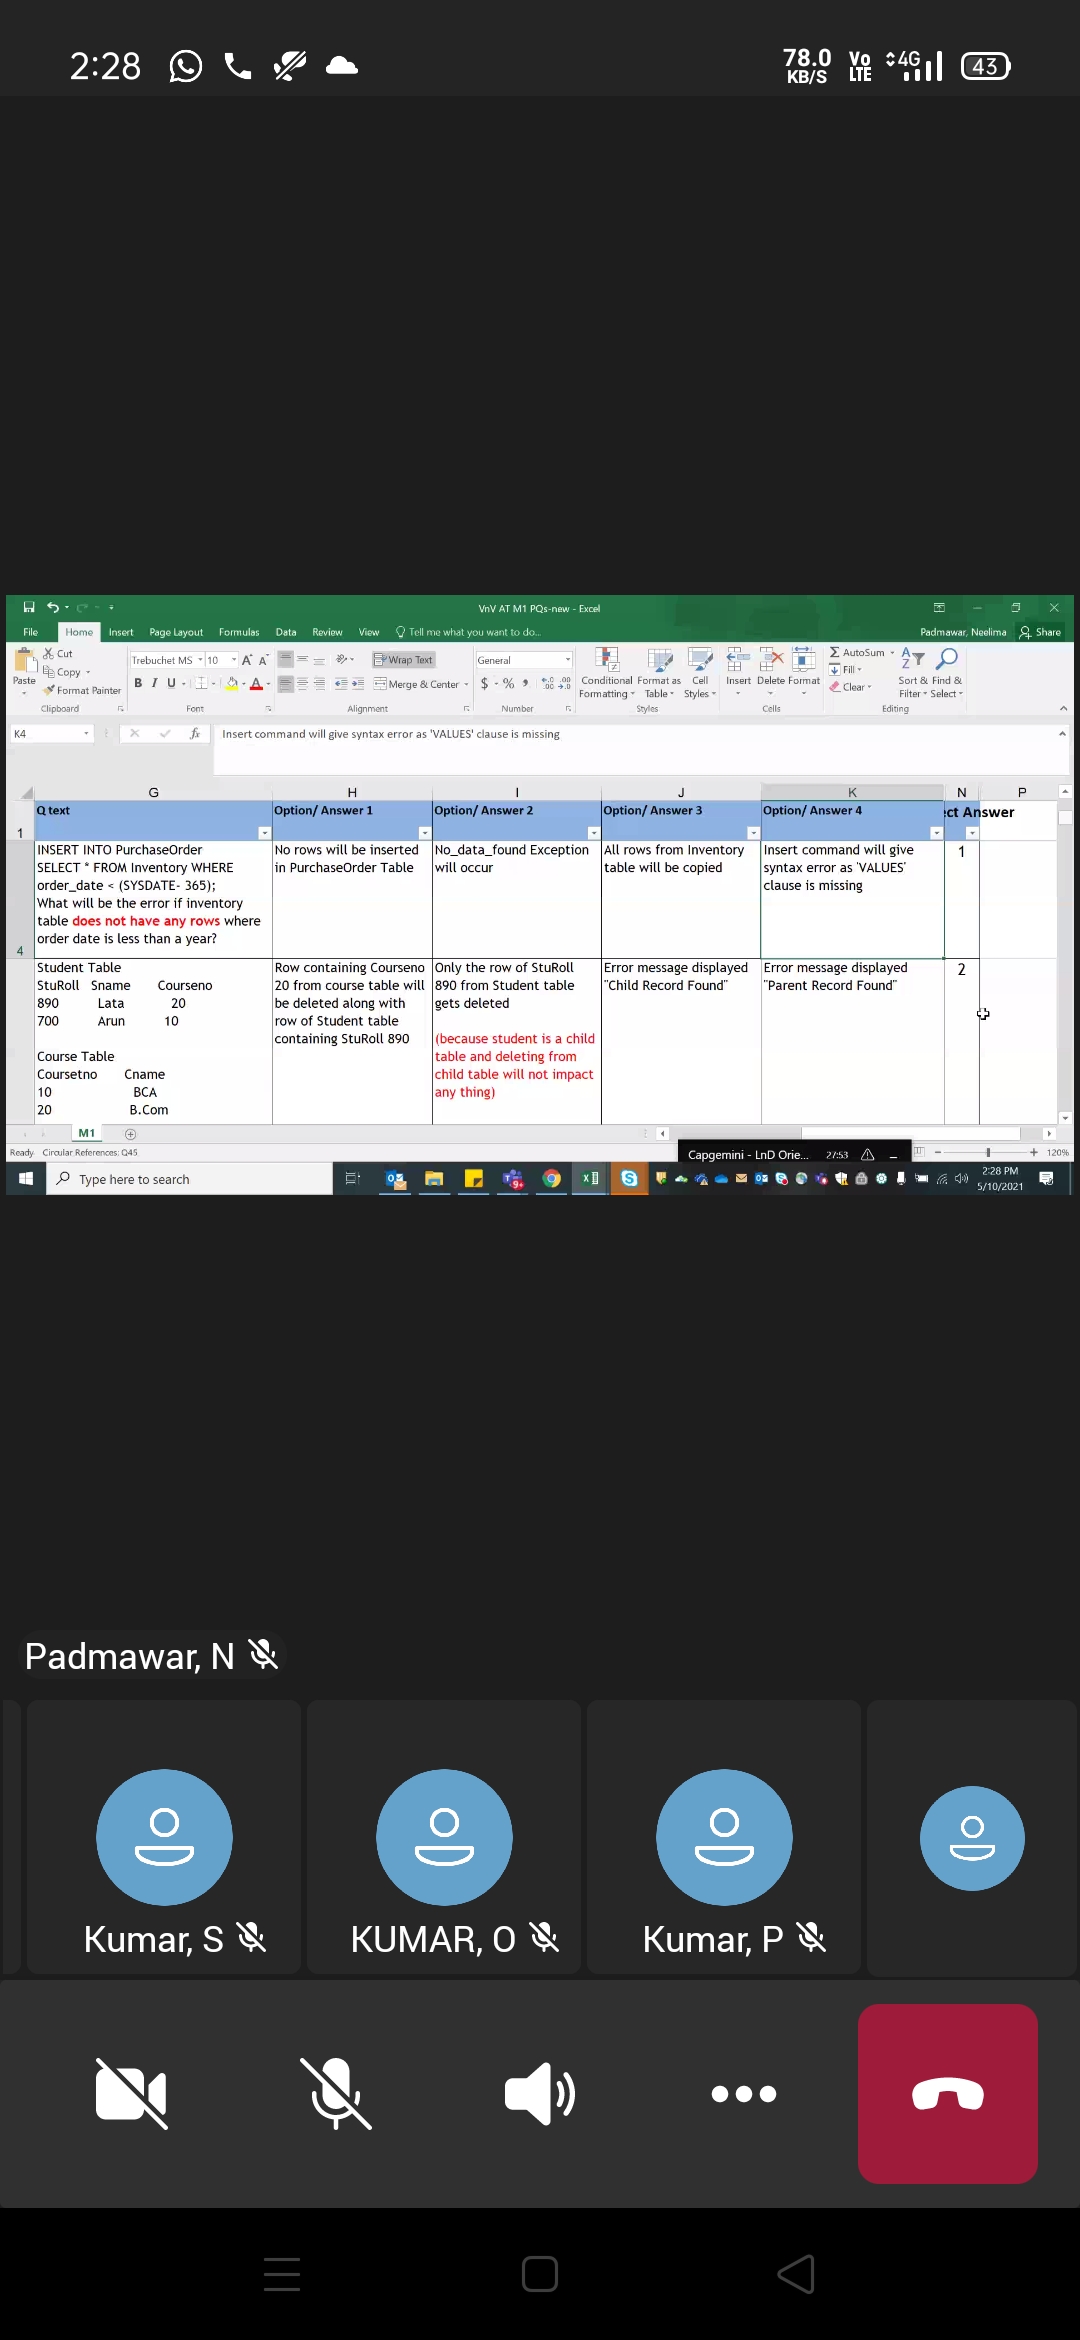 2:28
78.0 KB/S Vo LTE 4G 43
VnV AT M1 PQs-new - Excel
File Home Insert Page Layout Formulas Data Review View Tell me what you want to do... Padmawar, Neelima Share
Paste Cut Copy Format Painter
Trebuchet MS 10 A A
B I U A
Wrap Text
Merge & Center
General
$ % ,
Conditional Formatting Format as Table Cell Styles
Insert Delete Format
AutoSum Fill Clear
Sort & Filter Find & Select
Clipboard Font Alignment Number Styles Cells Editing
K4 fx Insert command will give syntax error as 'VALUES' clause is missing
G H I J K N P
1
Q text
Option/ Answer 1
Option/ Answer 2
Option/ Answer 3
Option/ Answer 4
ct Answer
4
INSERT INTO PurchaseOrder
SELECT * FROM Inventory WHERE
order_date < (SYSDATE- 365);
What will be the error if inventory
table does not have any rows where
order date is less than a year?
No rows will be inserted
in PurchaseOrder Table
No_data_found Exception
will occur
All rows from Inventory
table will be copied
Insert command will give
syntax error as 'VALUES'
clause is missing
1
Student Table
StuRoll Sname Courseno
890 Lata 20
700 Arun 10
Course Table
Coursetno Cname
10 BCA
20 B.Com
Row containing Courseno
20 from course table will
be deleted along with
row of Student table
containing StuRoll 890
Only the row of StuRoll
890 from Student table
gets deleted
(because student is a child
table and deleting from
child table will not impact
any thing)
Error message displayed
"Child Record Found"
Error message displayed
"Parent Record Found"
2
M1
Ready Circular References: Q45
Capgemini - LnD Orie... 27:53
120%
Type here to search
2:28 PM
5/10/2021
Padmawar, N
Kumar, S
KUMAR, O
Kumar, P